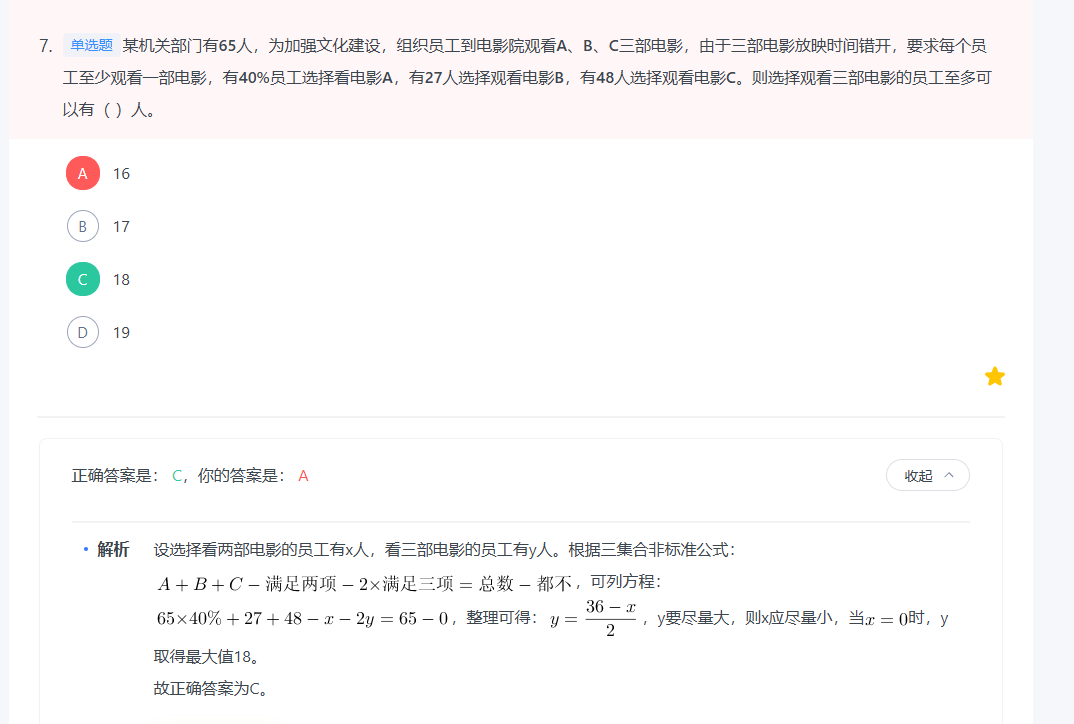 7. 单选题 某机关部门有65人，为加强文化建设，组织员工到电影院观看A、B、C三部电影，由于三部电影放映时间错开，要求每个员
工至少观看一部电影，有40%员工选择看电影A，有27人选择观看电影B，有48人选择观看电影C。则选择观看三部电影的员工至多可
以有（ ）人。
A 16
B 17
C 18
D 19
正确答案是： C，你的答案是： A 收起
• 解析 设选择看两部电影的员工有x人，看三部电影的员工有y人。根据三集合非标准公式：
A + B + C − 满足两项 − 2×满足三项 = 总数 − 都不，可列方程：
65×40% + 27 + 48 − x − 2y = 65 − 0，整理可得： y = (36 − x)/2 ，y要尽量大，则x应尽量小，当x = 0时，y
取得最大值18。
故正确答案为C。